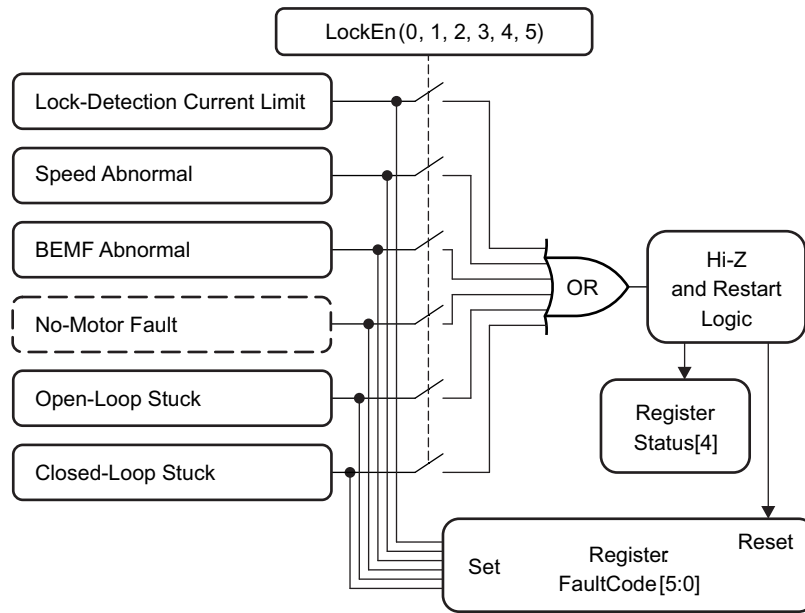 LockEn(0, 1, 2, 3, 4, 5)
Lock-Detection Current Limit
Speed Abnormal
BEMF Abnormal
No-Motor Fault
Open-Loop Stuck
Closed-Loop Stuck
OR
Hi-Z
and Restart
Logic
Register
Status[4]
Reset
Set
Register
FaultCode[5:0]